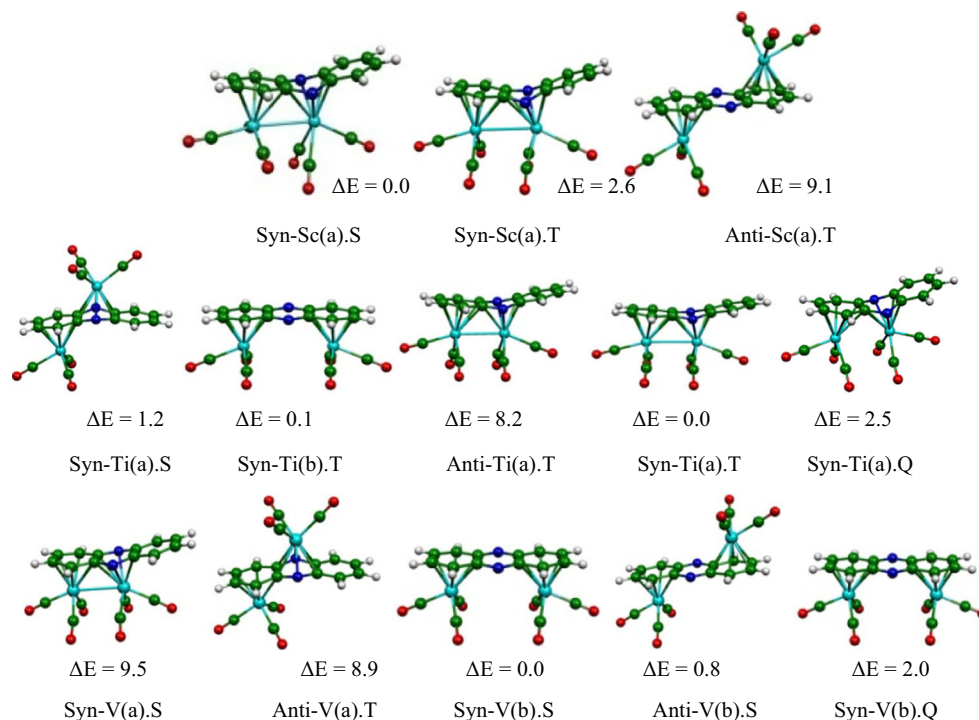 ΔE = 0.0 ΔE = 2.6 ΔE = 9.1
Syn-Sc(a).S Syn-Sc(a).T Anti-Sc(a).T
ΔE = 1.2 ΔE = 0.1 ΔE = 8.2 ΔE = 0.0 ΔE = 2.5
Syn-Ti(a).S Syn-Ti(b).T Anti-Ti(a).T Syn-Ti(a).T Syn-Ti(a).Q
ΔE = 9.5 ΔE = 8.9 ΔE = 0.0 ΔE = 0.8 ΔE = 2.0
Syn-V(a).S Anti-V(a).T Syn-V(b).S Anti-V(b).S Syn-V(b).Q